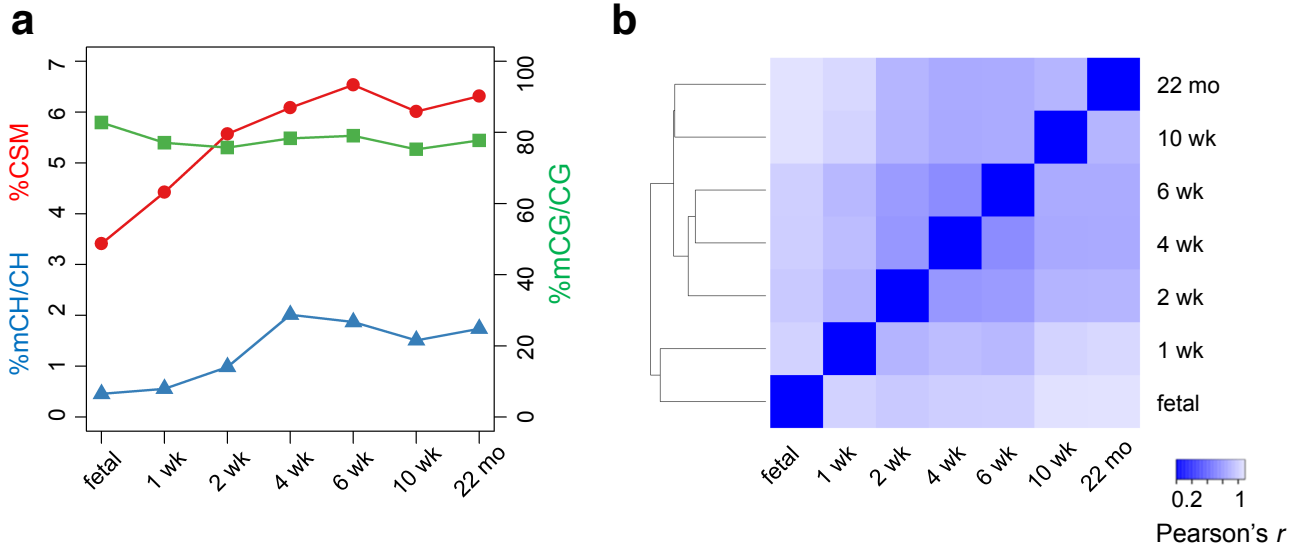 a
%CSM
%mCH/CH
7
6
5
4
3
2
1
0
100
80
60
40
20
0
%mCG/CG
fetal
1 wk
2 wk
4 wk
6 wk
10 wk
22 mo
b
22 mo
10 wk
6 wk
4 wk
2 wk
1 wk
fetal
fetal
1 wk
2 wk
4 wk
6 wk
10 wk
22 mo
0.2 1
Pearson's r